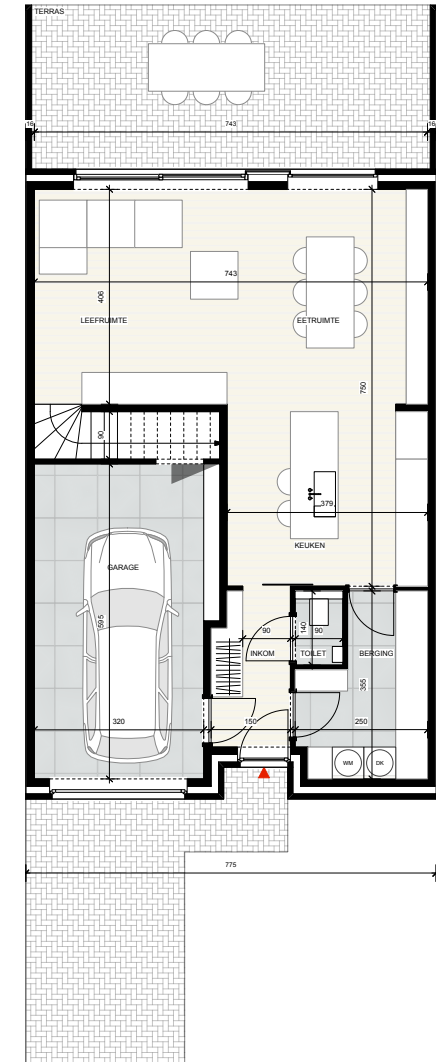 TERRAS
16
743
16
743
406
LEEFRUIMTE
EETRUIMTE
750
90
379
KEUKEN
GARAGE
595
90
140
90
INKOM
TOILET
BERGING
355
320
150
250
WM
DK
775